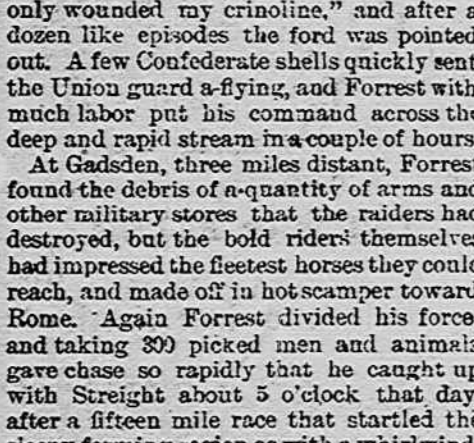 only wounded my crinoline," and after a
dozen like episodes the ford was pointed
out. A few Confederate shells quickly sent
the Union guard a-flying, and Forrest with
much labor put his command across the
deep and rapid stream in a couple of hours
At Gadsden, three miles distant, Forres
found the debris of a quantity of arms and
other military stores that the raiders had
destroyed, but the bold riders themselve
had impressed the fleetest horses they could
reach, and made off in hot scamper toward
Rome. Again Forrest divided his force
and taking 300 picked men and animals
gave chase so rapidly that he caught up
with Streight about 5 o'clock that day
after a fifteen mile race that startled th